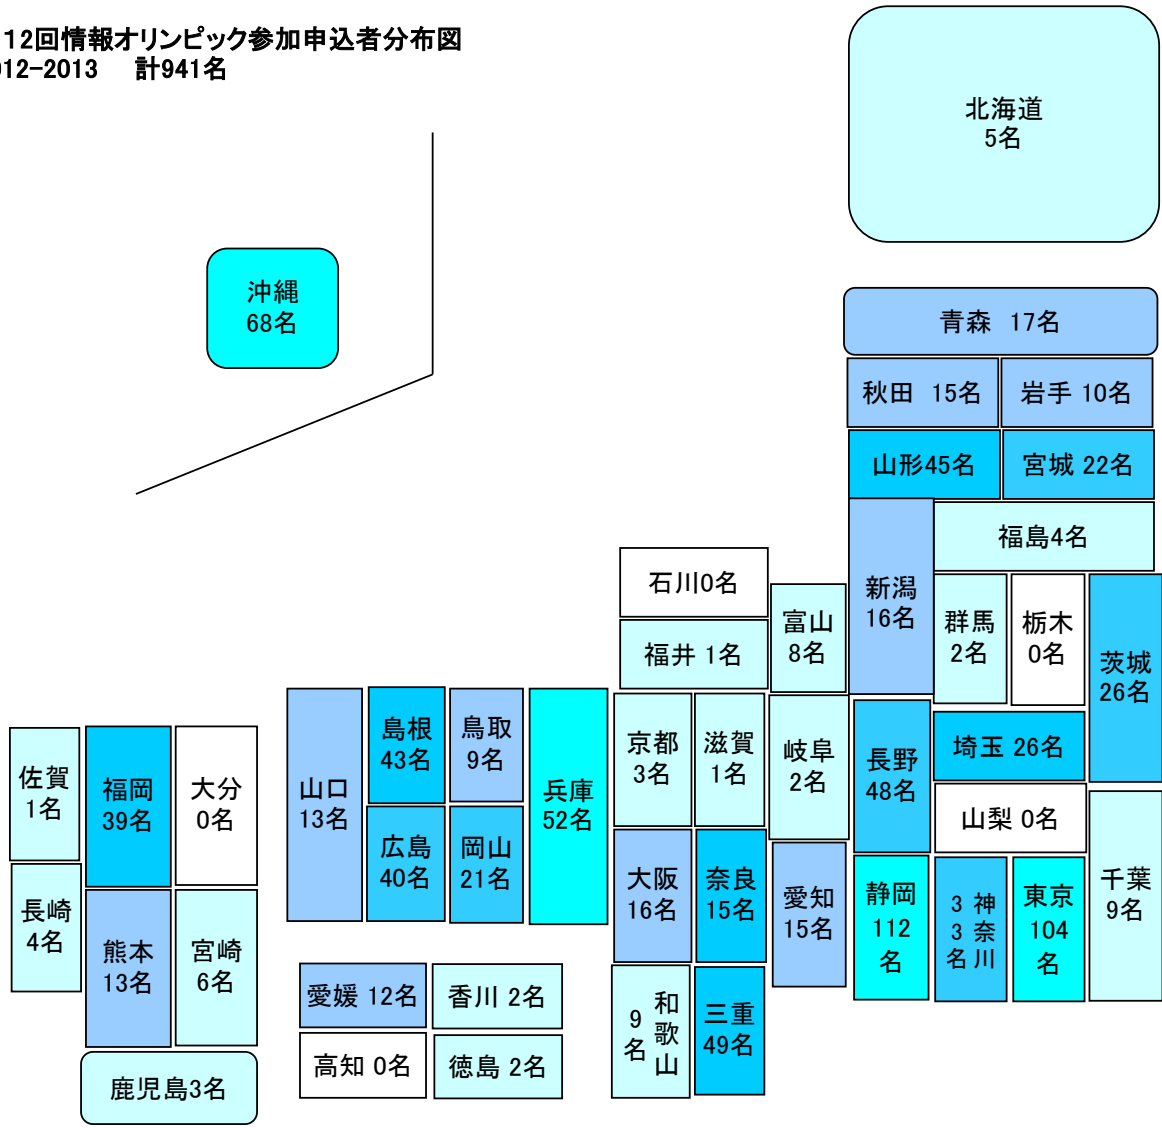 12回情報オリンピック参加申込者分布図
012-2013 計941名
北海道
5名
沖縄
68名
青森 17名
秋田 15名
岩手 10名
山形45名
宮城 22名
福島4名
新潟
16名
石川0名
福井 1名
富山
8名
群馬
2名
栃木
0名
茨城
26名
埼玉 26名
山梨 0名
長野
48名
岐阜
2名
滋賀
1名
京都
3名
兵庫
52名
鳥取
9名
島根
43名
山口
13名
広島
40名
岡山
21名
大阪
16名
奈良
15名
愛知
15名
静岡
112
名
神奈川
33名
東京
104
名
千葉
9名
和歌山
9名
三重
49名
愛媛 12名
香川 2名
高知 0名
徳島 2名
佐賀
1名
福岡
39名
大分
0名
長崎
4名
熊本
13名
宮崎
6名
鹿児島3名